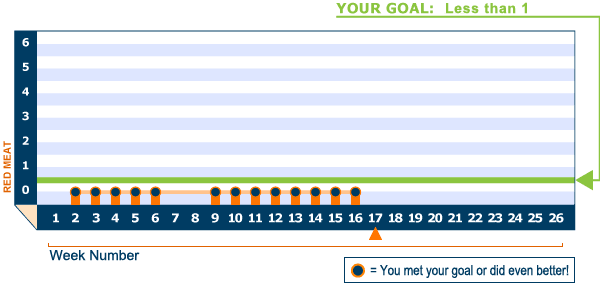 YOUR GOAL: Less than 1
6
5
4
3
2
1
0
RED MEAT
1 2 3 4 5 6 7 8 9 10 11 12 13 14 15 16 17 18 19 20 21 22 23 24 25 26
Week Number
= You met your goal or did even better!